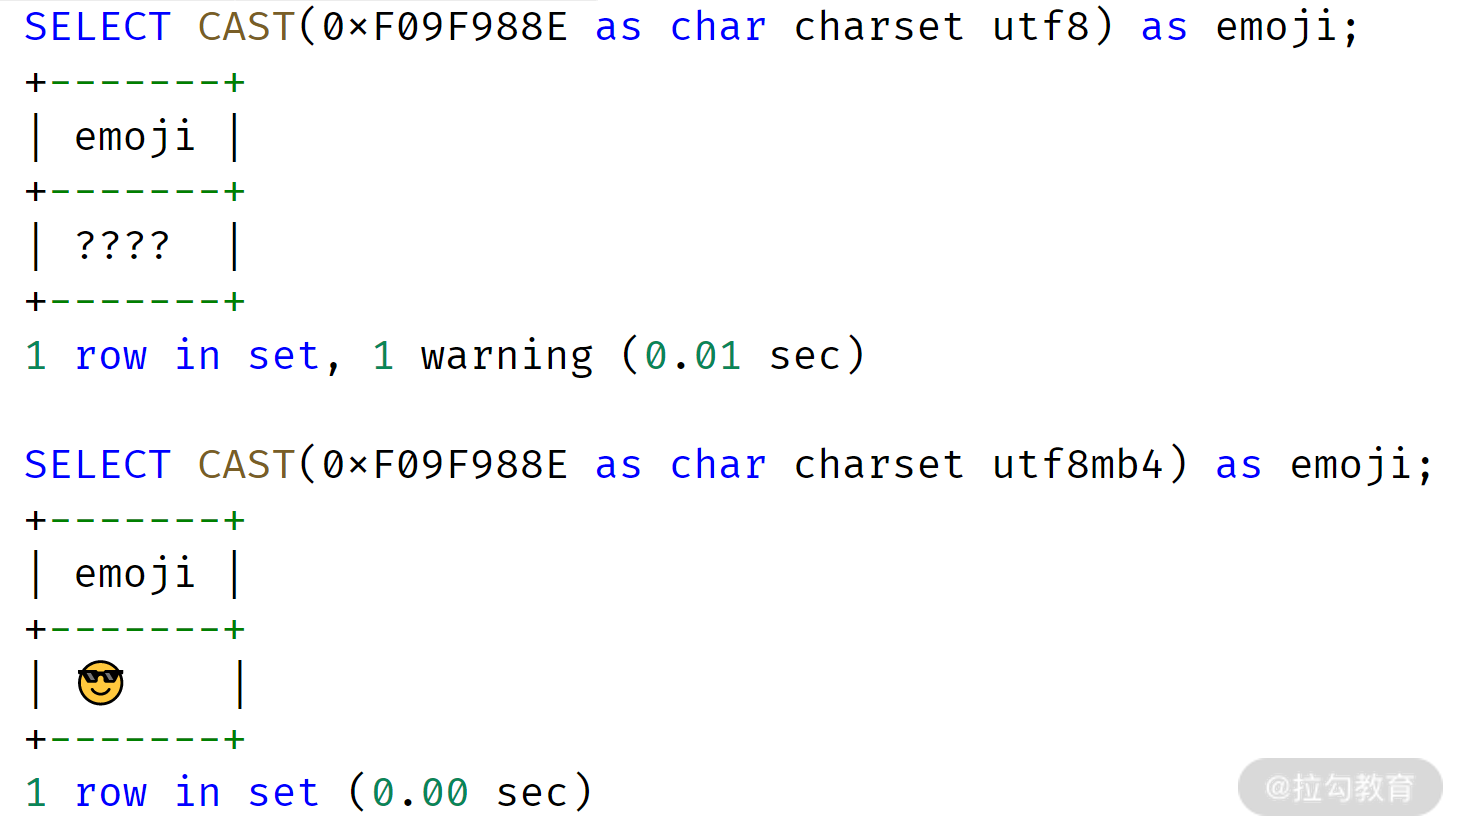 SELECT CAST(0×F09F988E as char charset utf8) as emoji;
+-------+
| emoji |
+-------+
| ????  |
+-------+
1 row in set, 1 warning (0.01 sec)

SELECT CAST(0×F09F988E as char charset utf8mb4) as emoji;
+-------+
| emoji |
+-------+
| 😎    |
+-------+
1 row in set (0.00 sec)
@拉勾教育